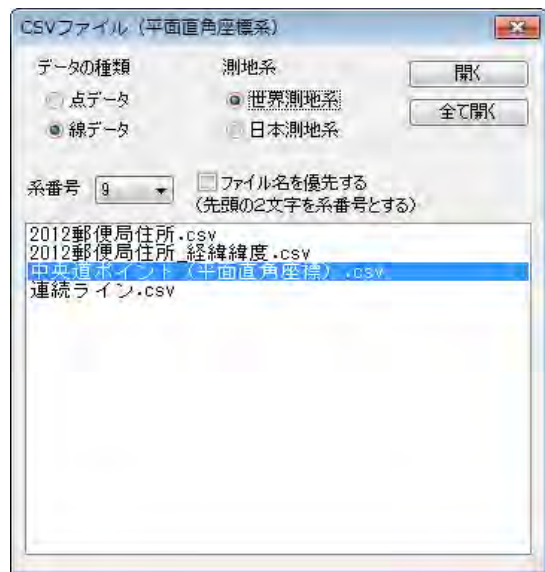 CSVファイル（平面直角座標系）
データの種類
測地系
開く
点データ
世界測地系
全て開く
線データ
日本測地系
系番号
9
ファイル名を優先する
（先頭の2文字を系番号とする）
2012郵便局住所.csv
2012郵便局住所_経緯緯度.csv
中央道ポイント（平面直角座標）.csv
連続ライン.csv